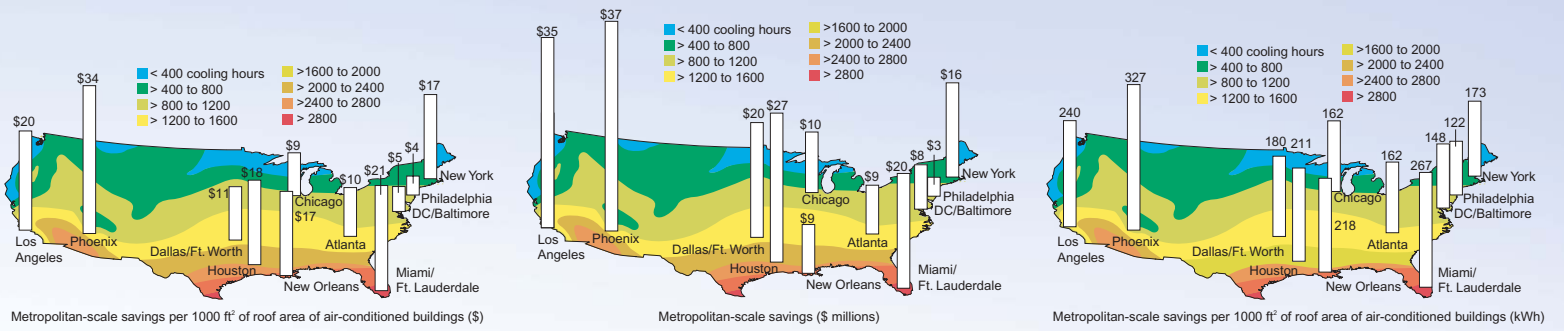 $20
$34
< 400 cooling hours
> 400 to 800
> 800 to 1200
> 1200 to 1600
>1600 to 2000
> 2000 to 2400
>2400 to 2800
> 2800
$17
$9
$18
$11
$10
$21
$5
$4
New York
Philadelphia
DC/Baltimore
Chicago
$17
Los
Angeles
Phoenix
Dallas/Ft. Worth
Houston
Atlanta
New Orleans
Miami/
Ft. Lauderdale
Metropolitan-scale savings per 1000 ft² of roof area of air-conditioned buildings ($)
$35
$37
< 400 cooling hours
> 400 to 800
> 800 to 1200
> 1200 to 1600
>1600 to 2000
> 2000 to 2400
>2400 to 2800
> 2800
$16
$20
$27
$10
$9
$20
$8
$3
New York
Philadelphia
DC/Baltimore
Chicago
$9
Los
Angeles
Phoenix
Dallas/Ft. Worth
Houston
Atlanta
New Orleans
Miami/
Ft. Lauderdale
Metropolitan-scale savings ($ millions)
240
327
< 400 cooling hours
> 400 to 800
> 800 to 1200
> 1200 to 1600
>1600 to 2000
> 2000 to 2400
>2400 to 2800
> 2800
173
162
180
211
162
267
148
122
New York
Philadelphia
DC/Baltimore
Chicago
218
Los
Angeles
Phoenix
Dallas/Ft. Worth
Houston
Atlanta
New Orleans
Miami/
Ft. Lauderdale
Metropolitan-scale savings per 1000 ft² of roof area of air-conditioned buildings (kWh)